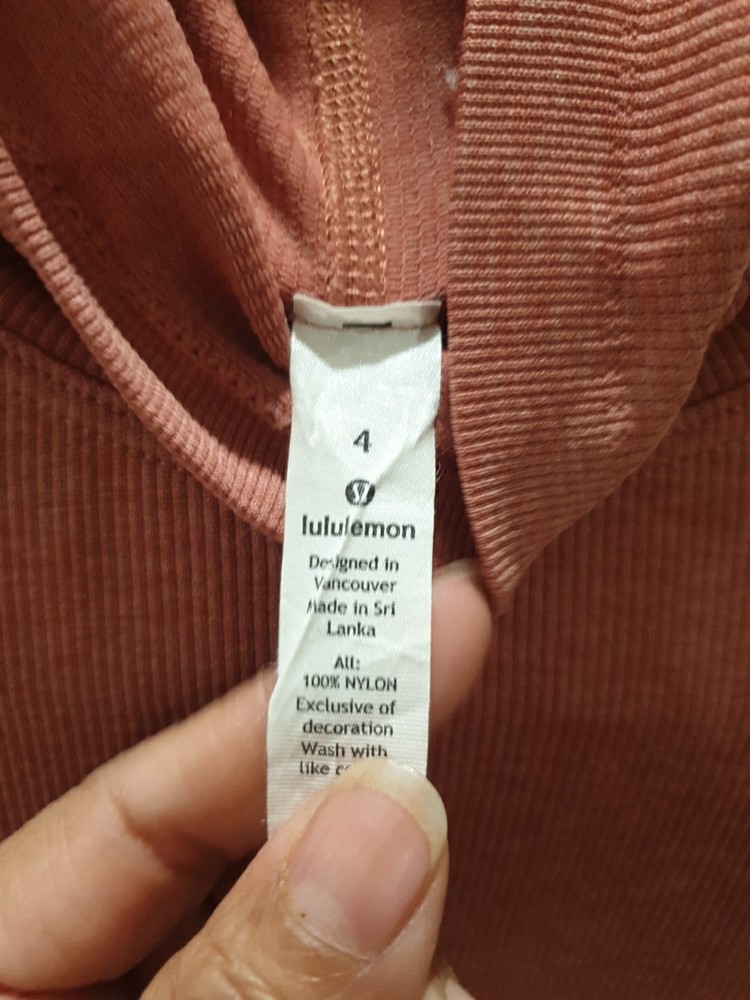 4
lululemon
Designed in
Vancouver
Made in Sri
Lanka
All:
100% NYLON
Exclusive of
decoration
Wash with
like